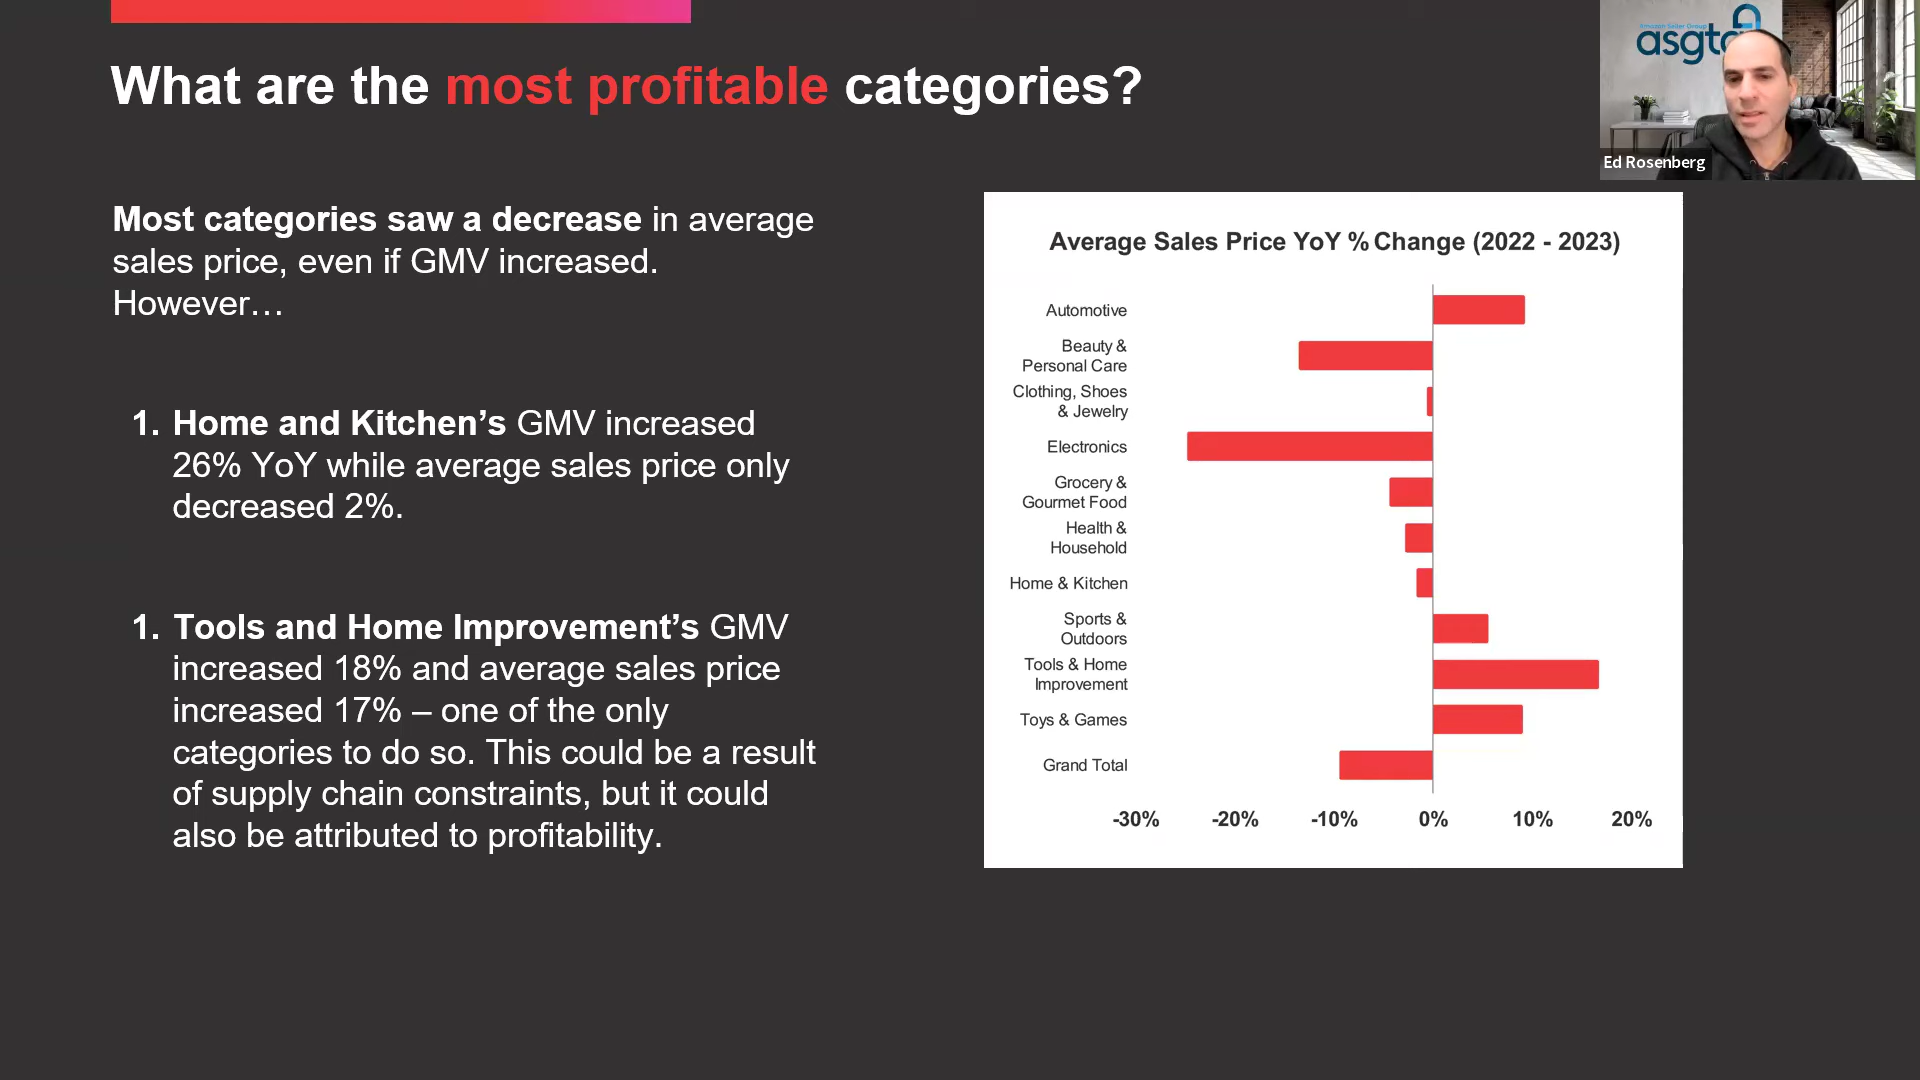 What are the most profitable categories?
Amazon Seller Group
asgt
Ed Rosenberg
Most categories saw a decrease in average
sales price, even if GMV increased.
However…
1. Home and Kitchen’s GMV increased
26% YoY while average sales price only
decreased 2%.
1. Tools and Home Improvement’s GMV
increased 18% and average sales price
increased 17% – one of the only
categories to do so. This could be a result
of supply chain constraints, but it could
also be attributed to profitability.
Average Sales Price YoY % Change (2022 - 2023)
Automotive
Beauty &
Personal Care
Clothing, Shoes
& Jewelry
Electronics
Grocery &
Gourmet Food
Health &
Household
Home & Kitchen
Sports &
Outdoors
Tools & Home
Improvement
Toys & Games
Grand Total
-30% -20% -10% 0% 10% 20%